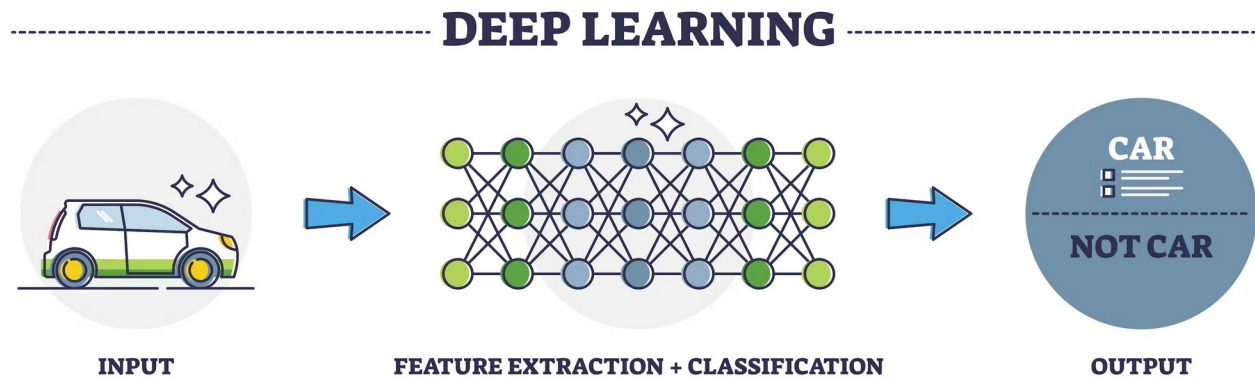 DEEP LEARNING
CAR
NOT CAR
INPUT
FEATURE EXTRACTION + CLASSIFICATION
OUTPUT